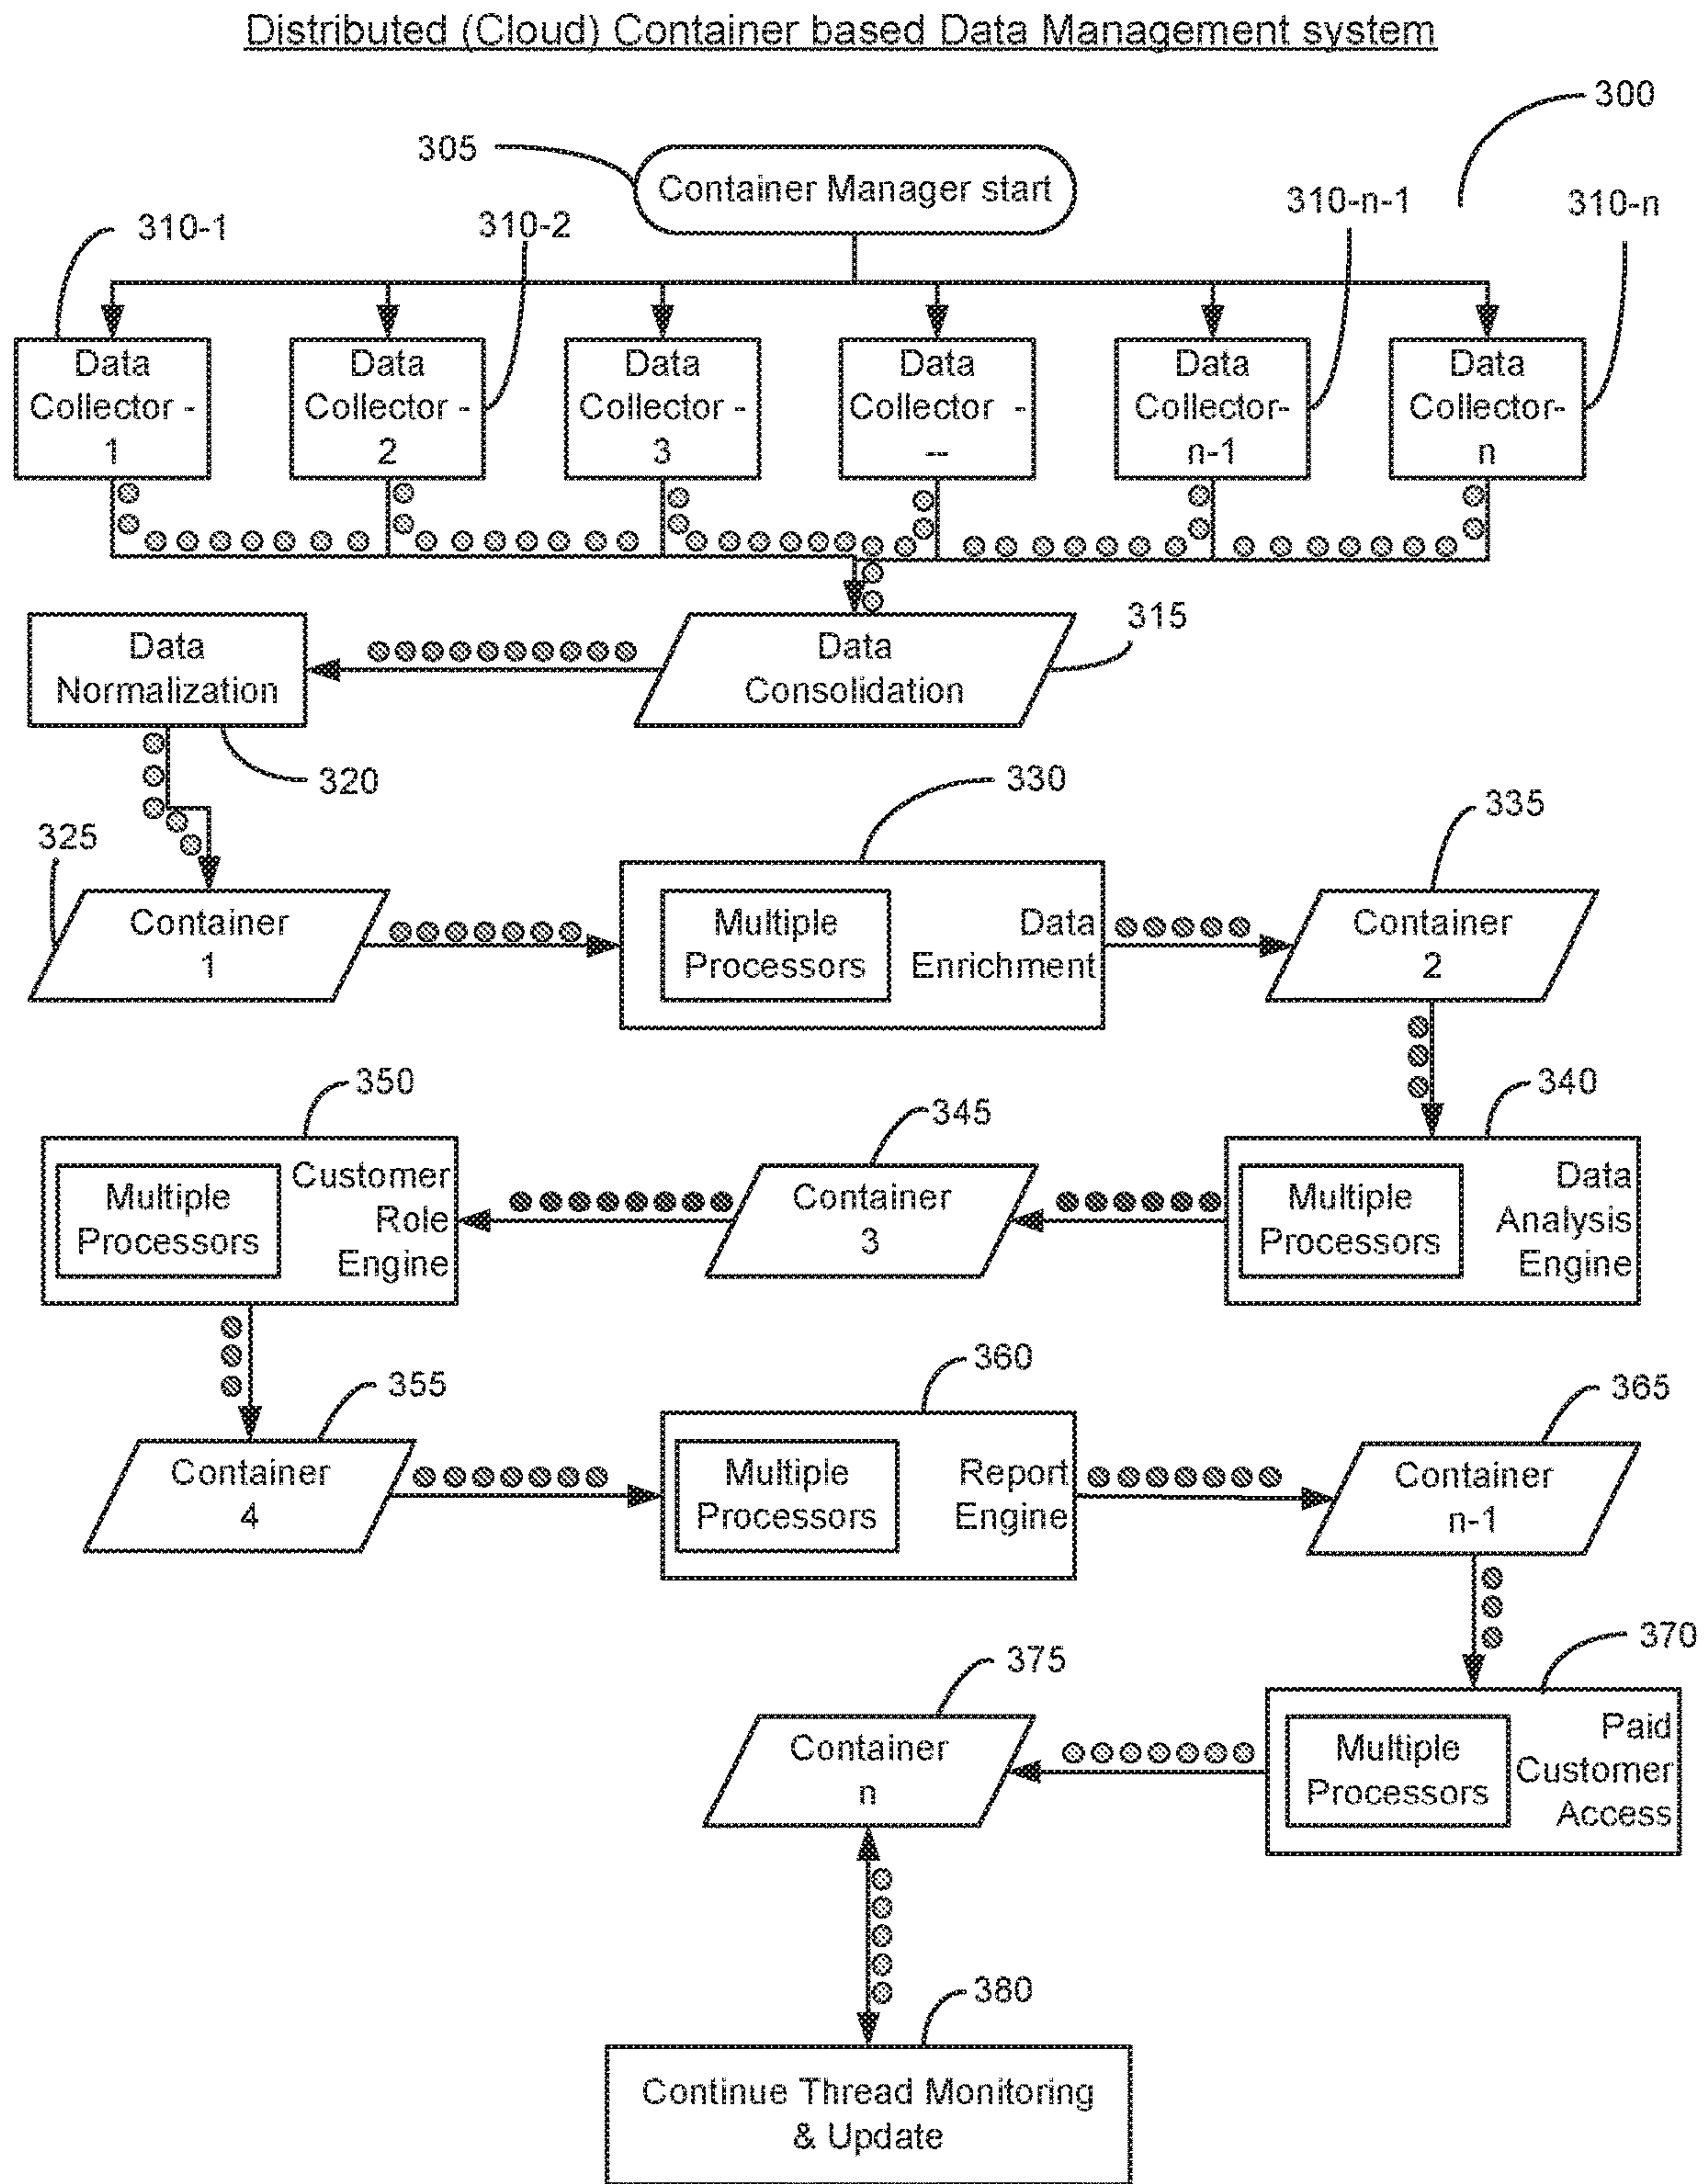 Distributed (Cloud) Container based Data Management system
300
305
Container Manager start
310-1
310-2
310-n-1
310-n
Data
Collector -
1
Data
Collector -
2
Data
Collector -
3
Data
Collector -
--
Data
Collector-
n-1
Data
Collector-
n
315
Data
Consolidation
Data
Normalization
320
325
330
335
Container
1
Multiple
Processors
Data
Enrichment
Container
2
350
345
340
Multiple
Processors
Customer
Role
Engine
Container
3
Multiple
Processors
Data
Analysis
Engine
355
360
365
Container
4
Multiple
Processors
Report
Engine
Container
n-1
375
370
Container
n
Multiple
Processors
Paid
Customer
Access
380
Continue Thread Monitoring
& Update